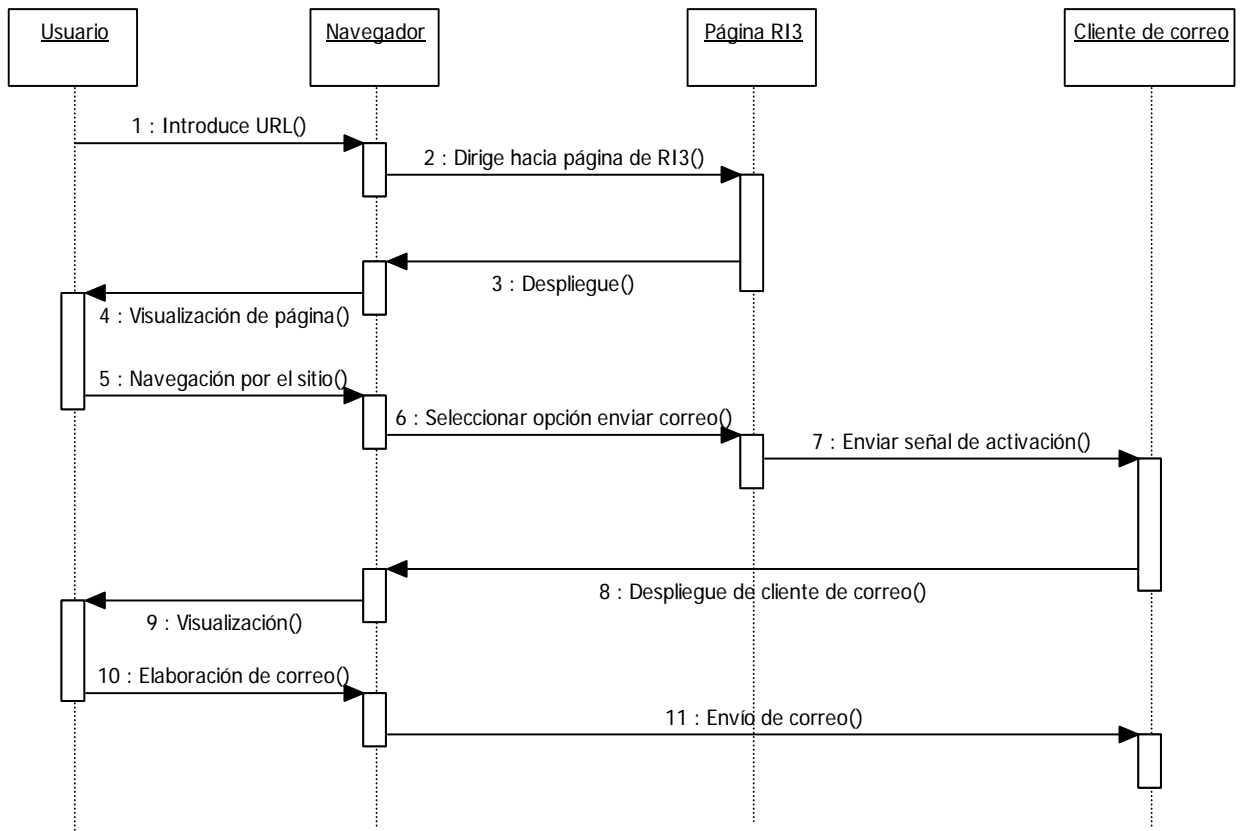 Usuario
Navegador
Página RI3
Cliente de correo
1 : Introduce URL()
2 : Dirige hacia página de RI3()
3 : Despliegue()
4 : Visualización de página()
5 : Navegación por el sitio()
6 : Seleccionar opción enviar correo()
7 : Enviar señal de activación()
8 : Despliegue de cliente de correo()
9 : Visualización()
10 : Elaboración de correo()
11 : Envío de correo()